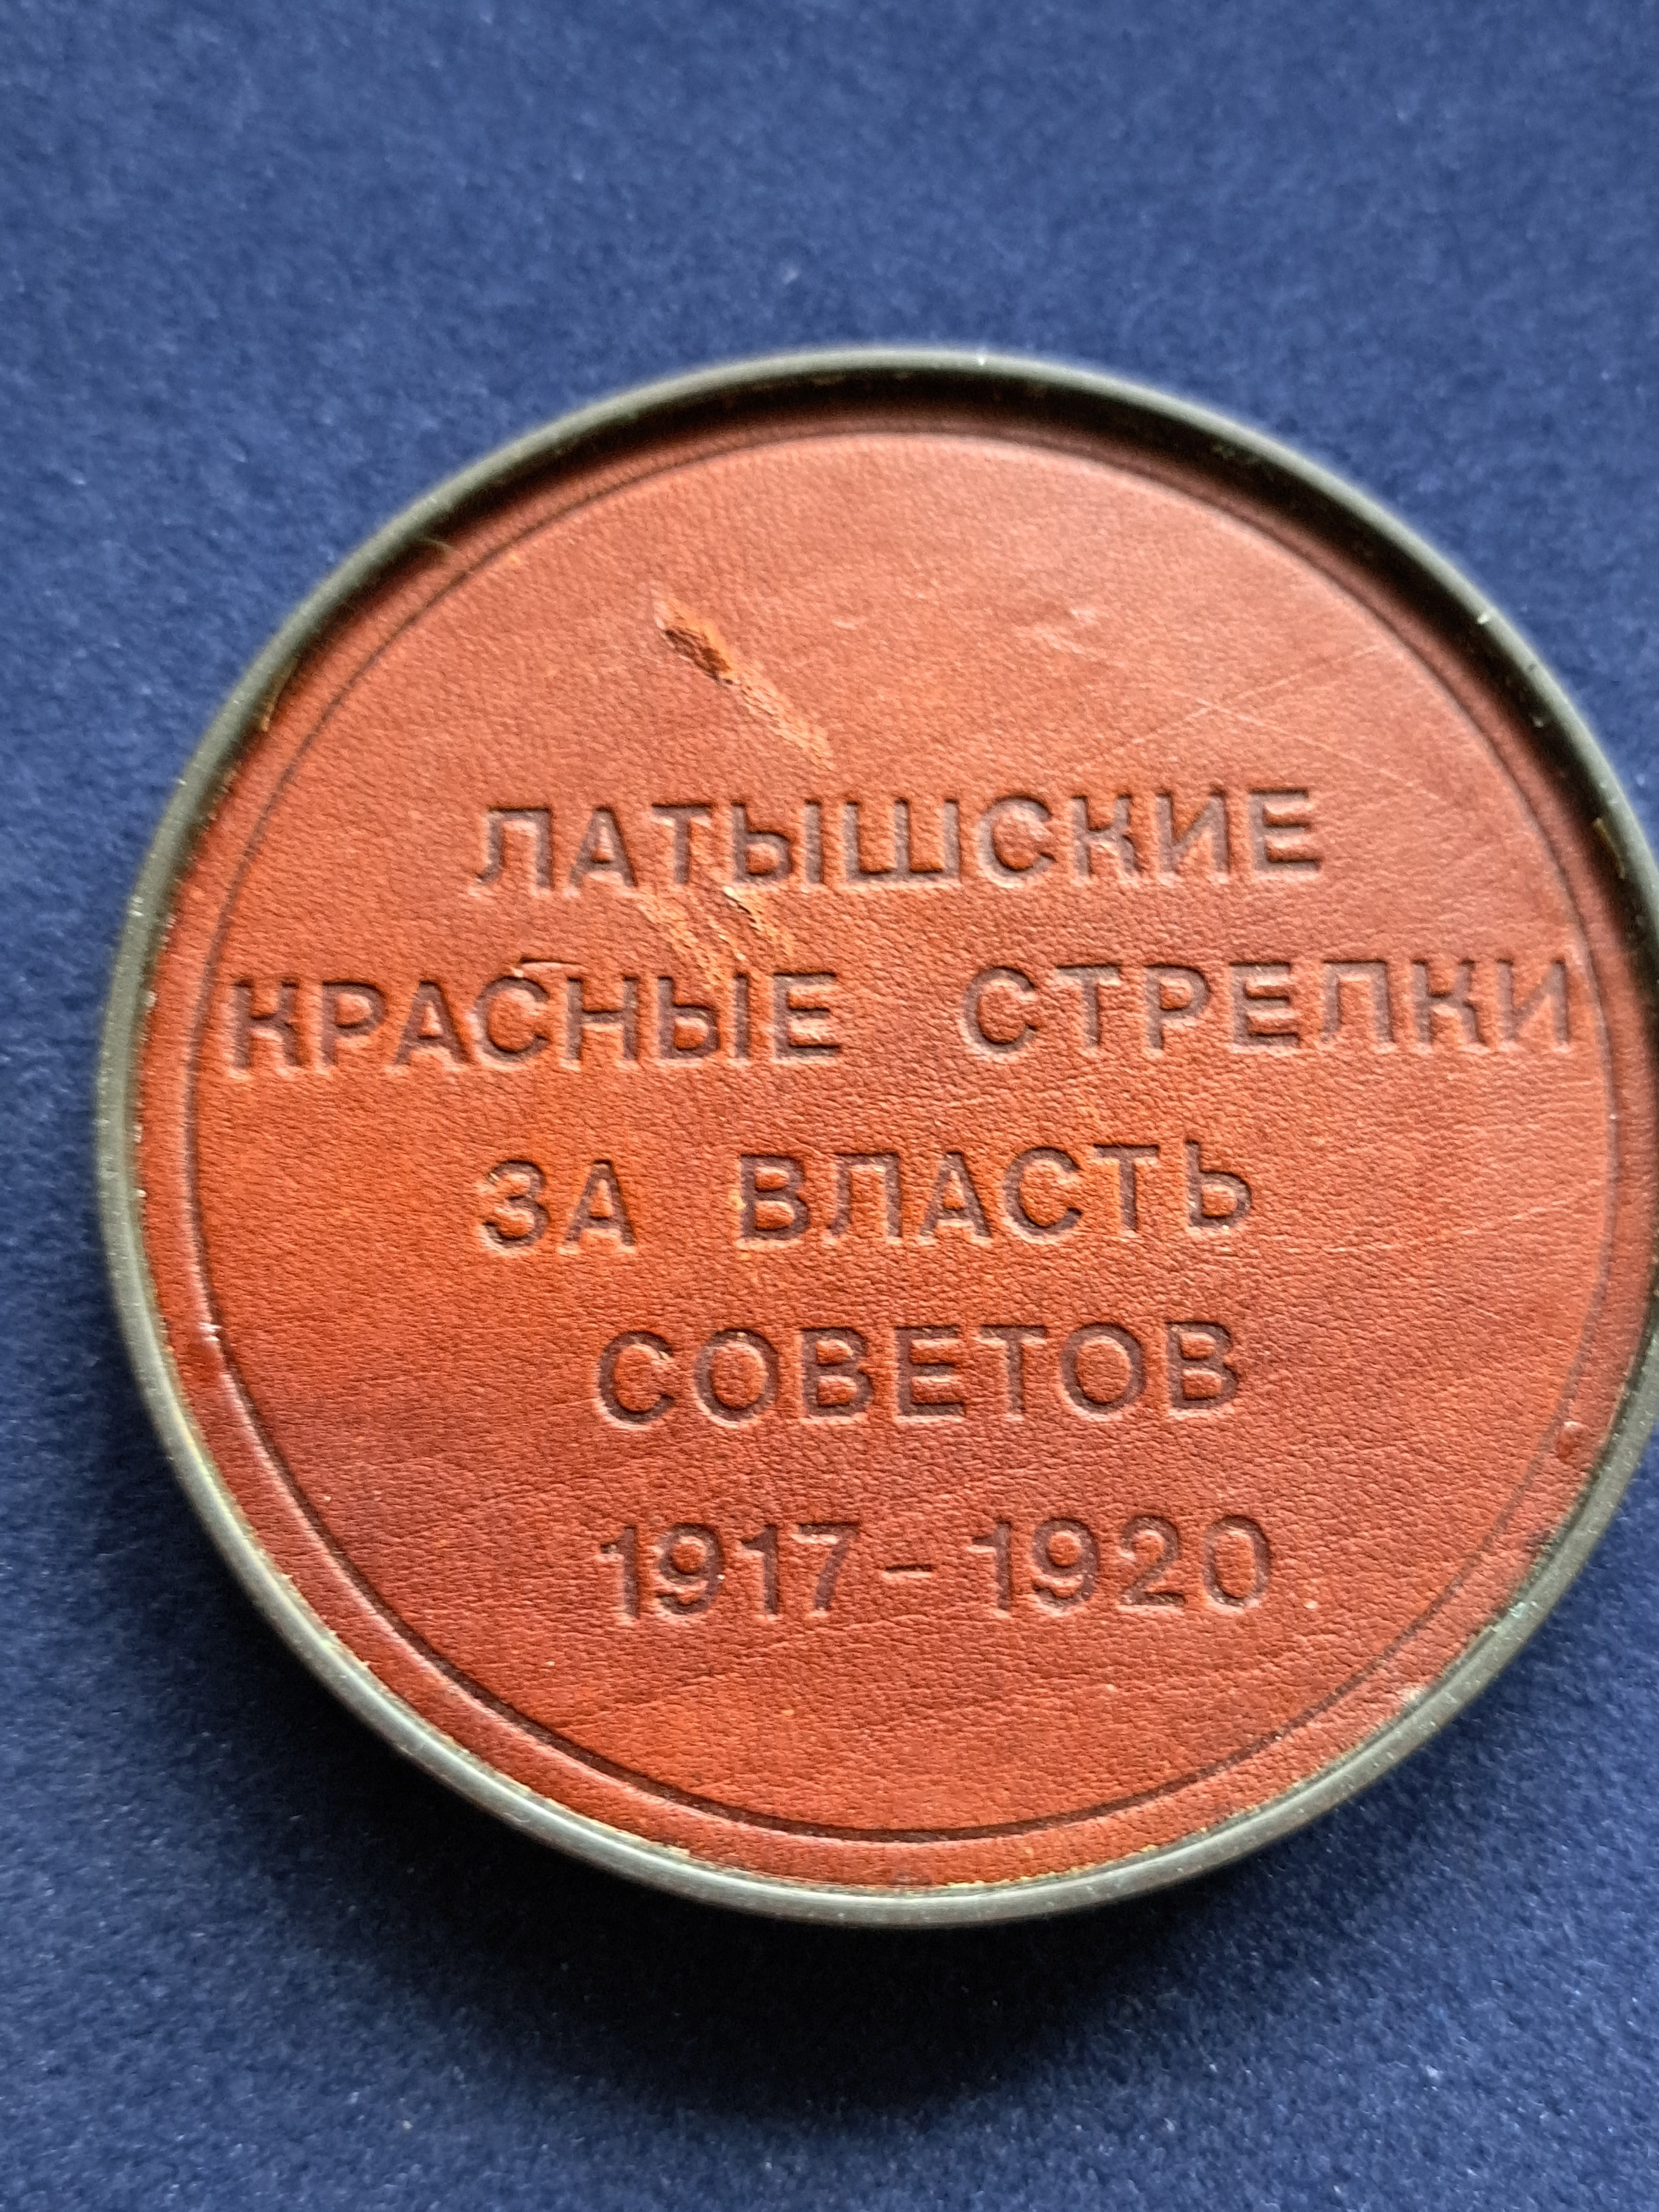 ЛАТЫШСКИЕ
КРАСНЫЕ СТРЕЛКИ
ЗА ВЛАСТЬ
СОВЕТОВ
1917-1920